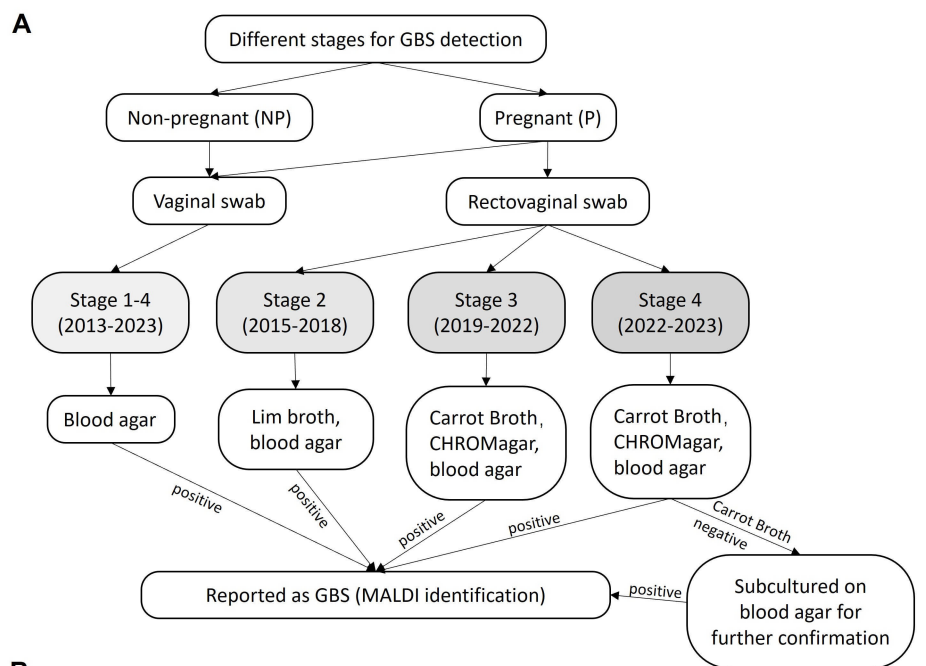 A
Different stages for GBS detection
Non-pregnant (NP)
Pregnant (P)
Vaginal swab
Rectovaginal swab
Stage 1-4
(2013-2023)
Stage 2
(2015-2018)
Stage 3
(2019-2022)
Stage 4
(2022-2023)
Blood agar
Lim broth,
blood agar
Carrot Broth,
CHROMagar,
blood agar
Carrot Broth,
CHROMagar,
blood agar
positive
positive
positive
positive
Carrot Broth
negative
Reported as GBS (MALDI identification)
positive
Subcultured on
blood agar for
further confirmation